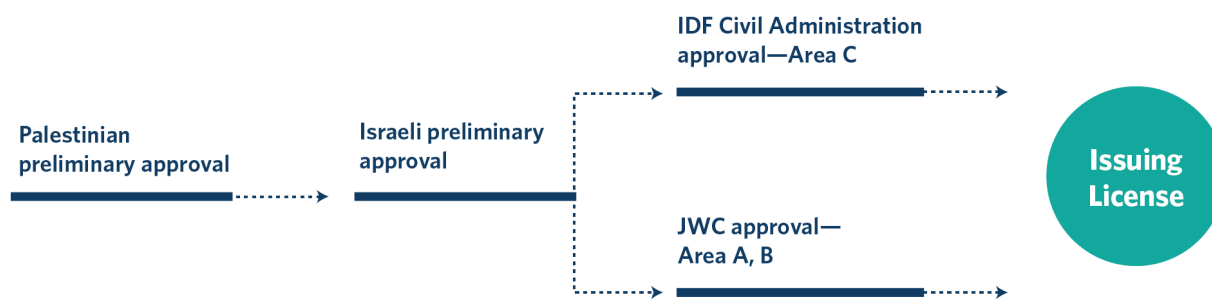 Palestinian
preliminary approval
Israeli preliminary
approval
IDF Civil Administration
approval—Area C
JWC approval—
Area A, B
Issuing
License